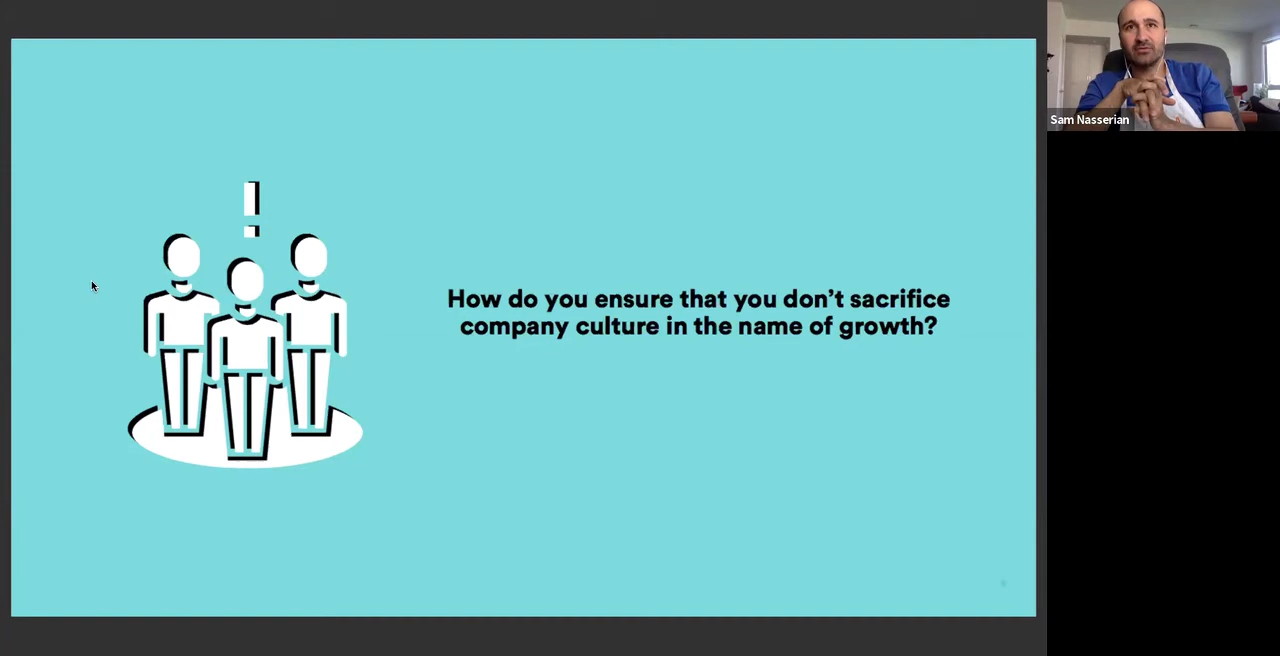 !
How do you ensure that you don’t sacrifice
company culture in the name of growth?
Sam Nasserian